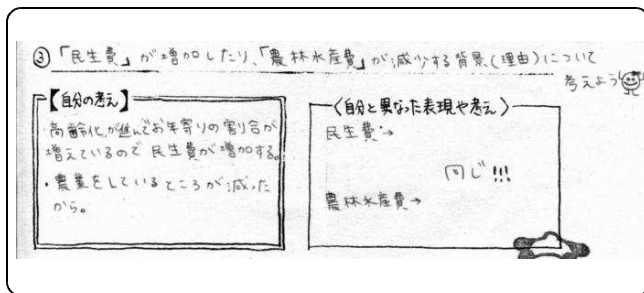 ③「民生費」が増加したり、「農林水産費」が減少する背景(理由)について
考えよう
【自分の考え】
・高齢化が進んでお年寄りの割合が
増えているので民生費が増加する。
・農業をしているところが減った
から。
〈自分と異なった表現や考え〉
民生費→
同じ!!!
農林水産費→